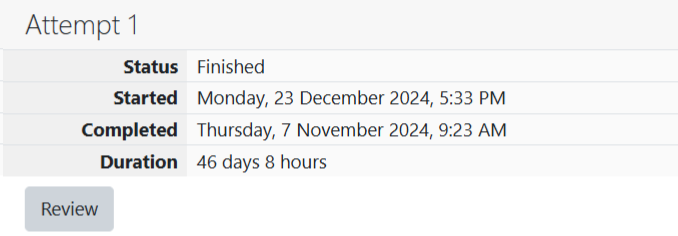 Attempt 1
Status Finished
Started Monday, 23 December 2024, 5:33 PM
Completed Thursday, 7 November 2024, 9:23 AM
Duration 46 days 8 hours
Review